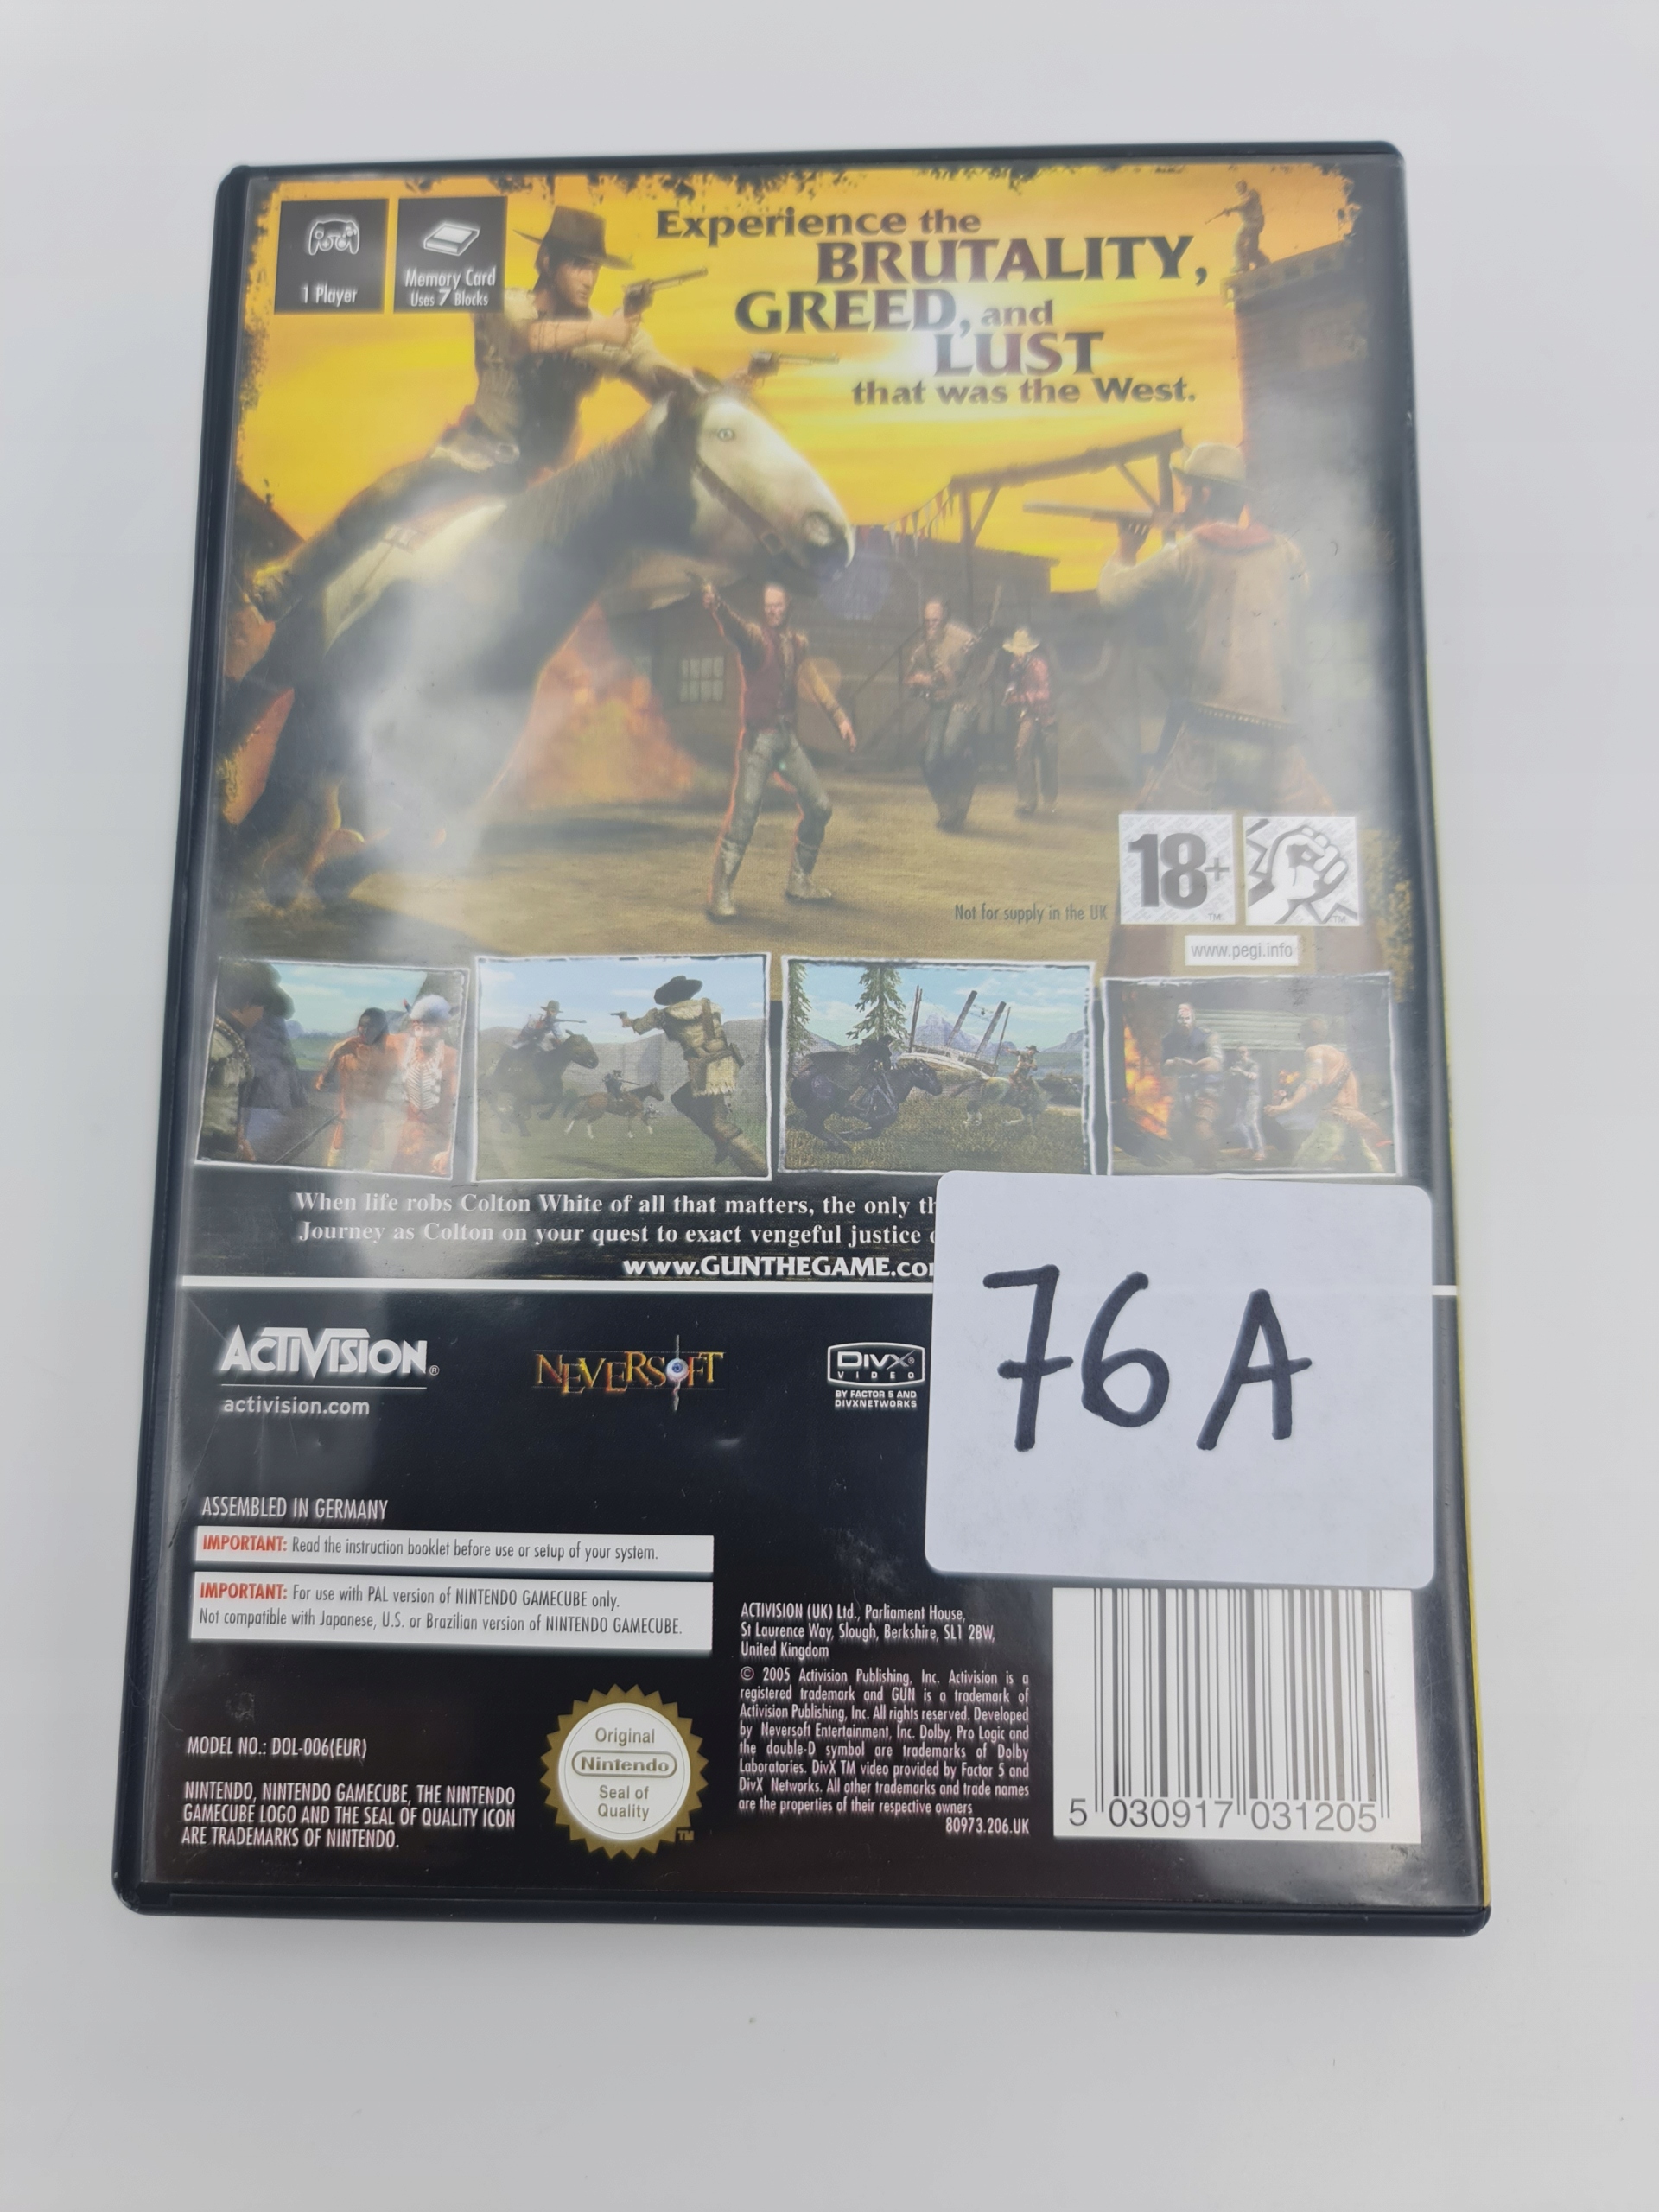 1 Player
Memory Card
Uses 7 Blocks
Experience the
BRUTALITY,
GREED, and
LUST
that was the West.
18+
TM
TM
Not for supply in the UK
www.pegi.info
When life robs Colton White of all that matters, the only
Journey as Colton on your quest to exact vengeful justice
www.GUNTHEGAME.co
76A
ACTIVISION®
activision.com
NEVERSOFT
DIVX®
VIDEO
BY FACTOR 5 AND
DIVXNETWORKS
ASSEMBLED IN GERMANY
IMPORTANT: Read the instruction booklet before use or setup of your system.
IMPORTANT: For use with PAL version of NINTENDO GAMECUBE only.
Not compatible with Japanese, U.S. or Brazilian version of NINTENDO GAMECUBE.
MODEL NO.: DOL-006(EUR)
NINTENDO, NINTENDO GAMECUBE, THE NINTENDO
GAMECUBE LOGO AND THE SEAL OF QUALITY ICON
ARE TRADEMARKS OF NINTENDO.
Original
Nintendo
Seal of
Quality
TM
ACTIVISION (UK) Ltd., Parliament House,
St Laurence Way, Slough, Berkshire, SL1 2BW,
United Kingdom
© 2005 Activision Publishing, Inc. Activision is a
registered trademark and GUN is a trademark of
Activision Publishing, Inc. All rights reserved. Developed
by Neversoft Entertainment, Inc. Dolby, Pro Logic and
the double-D symbol are trademarks of Dolby
Laboratories. DivX TM video provided by Factor 5 and
DivX Networks. All other trademarks and trade names
are the properties of their respective owners
80973.206.UK
5 030917 031205